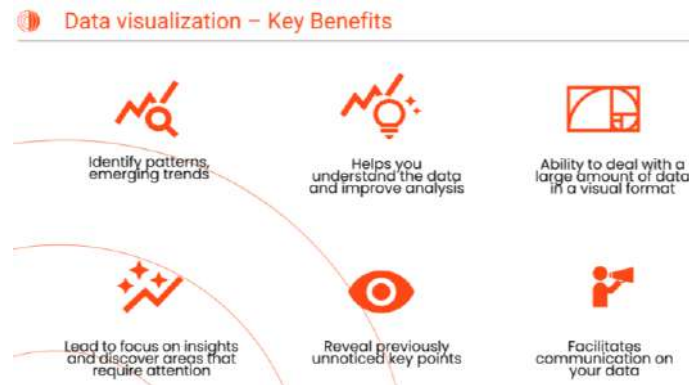 Data visualization – Key Benefits
Identify patterns,
emerging trends
Helps you
understand the data
and improve analysis
Ability to deal with a
large amount of data
in a visual format
Lead to focus on insights
and discover areas that
require attention
Reveal previously
unnoticed key points
Facilitates
communication on
your data